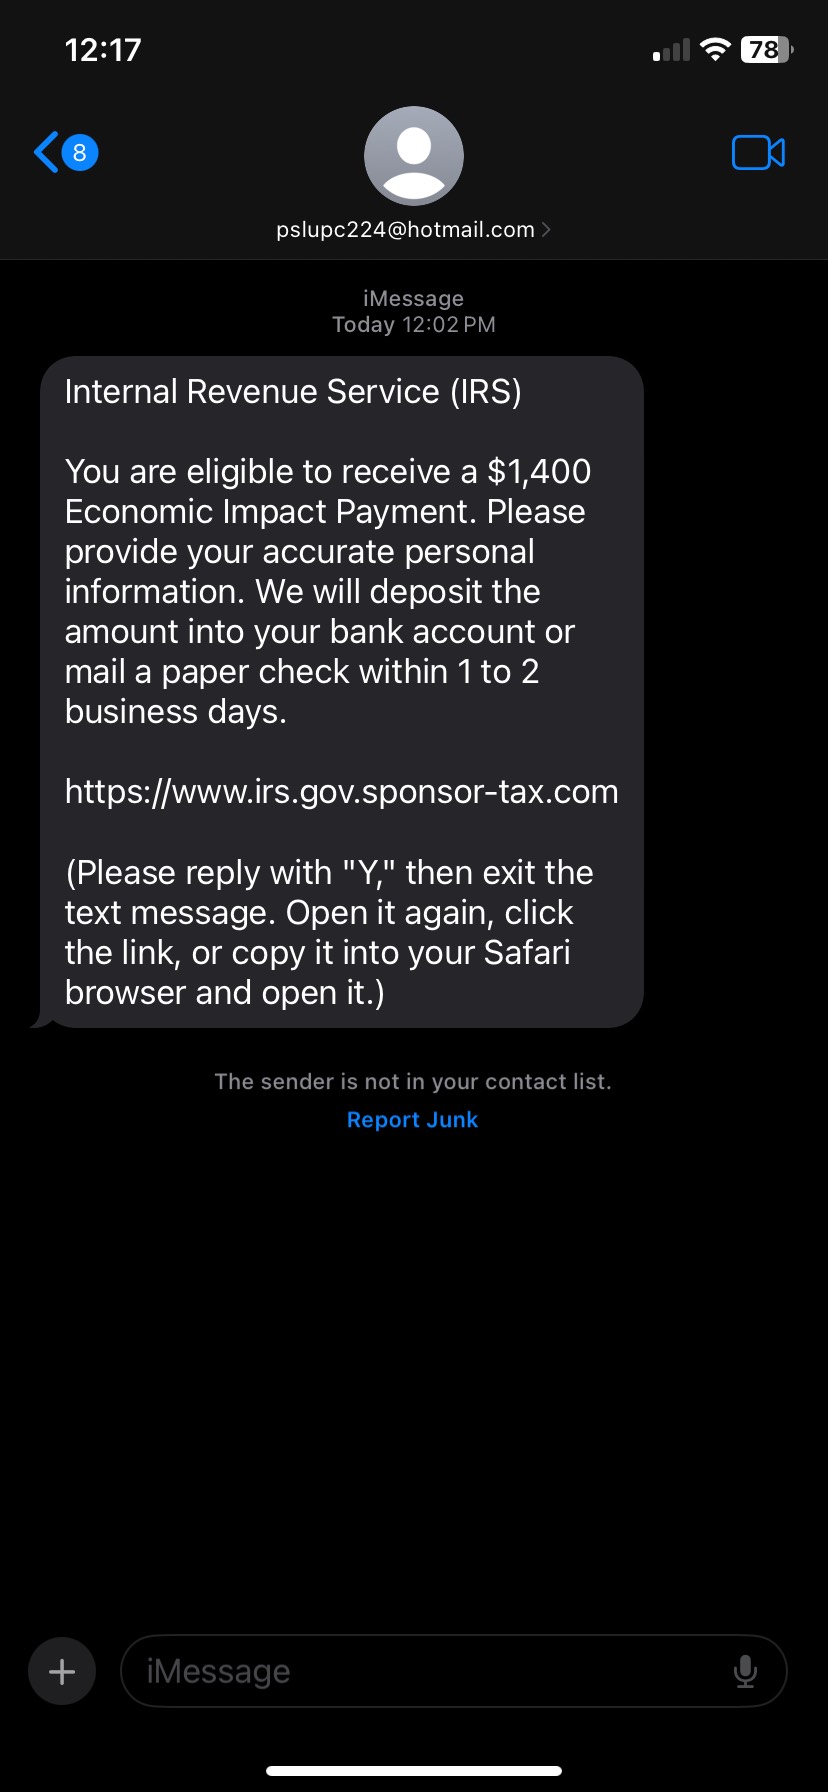 12:17
78
8
pslupc224@hotmail.com
iMessage
Today 12:02 PM
Internal Revenue Service (IRS)
You are eligible to receive a $1,400
Economic Impact Payment. Please
provide your accurate personal
information. We will deposit the
amount into your bank account or
mail a paper check within 1 to 2
business days.
https://www.irs.gov.sponsor-tax.com
(Please reply with "Y," then exit the
text message. Open it again, click
the link, or copy it into your Safari
browser and open it.)
The sender is not in your contact list.
Report Junk
iMessage